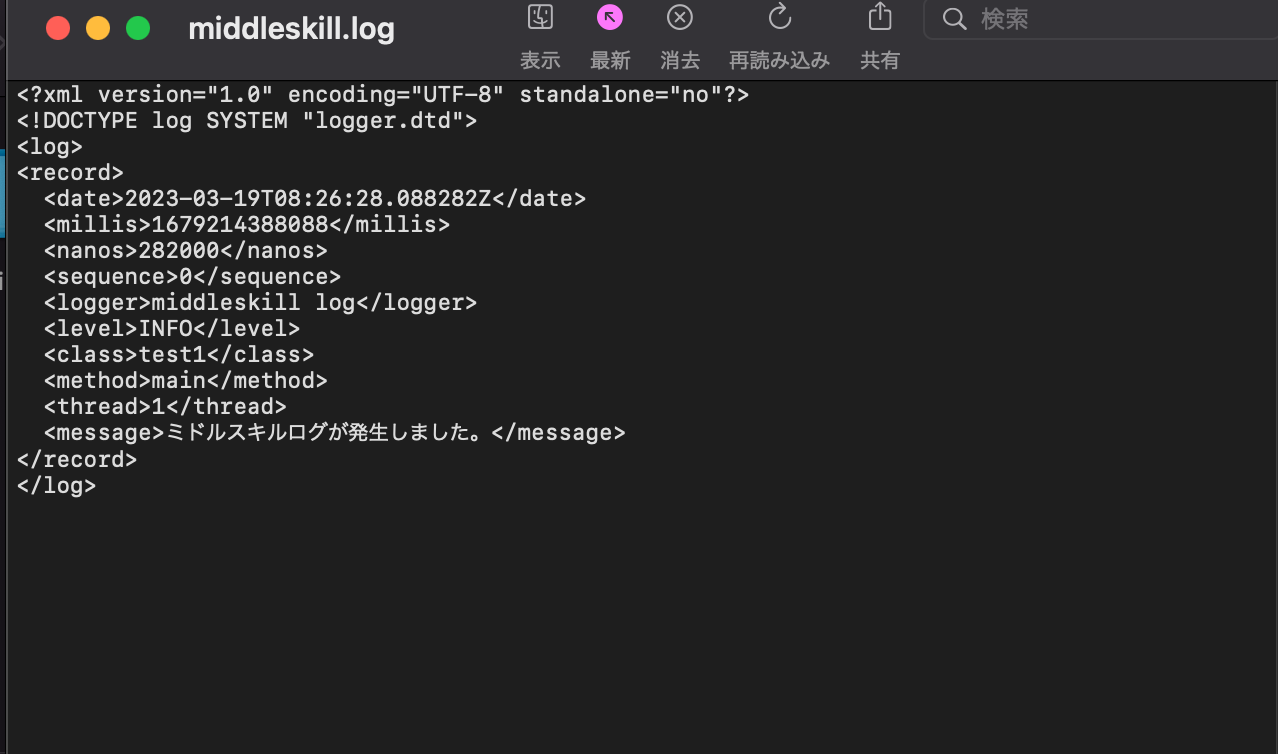 middleskill.log
表示
最新
消去
再読み込み
共有
検索
<?xml version="1.0" encoding="UTF-8" standalone="no"?>
<!DOCTYPE log SYSTEM "logger.dtd">
<log>
<record>
  <date>2023-03-19T08:26:28.088282Z</date>
  <millis>1679214388088</millis>
  <nanos>282000</nanos>
  <sequence>0</sequence>
  <logger>middleskill log</logger>
  <level>INFO</level>
  <class>test1</class>
  <method>main</method>
  <thread>1</thread>
  <message>ミドルスキルログが発生しました。</message>
</record>
</log>